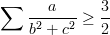 ∑ a/(b² + c²) ≥ 3/2